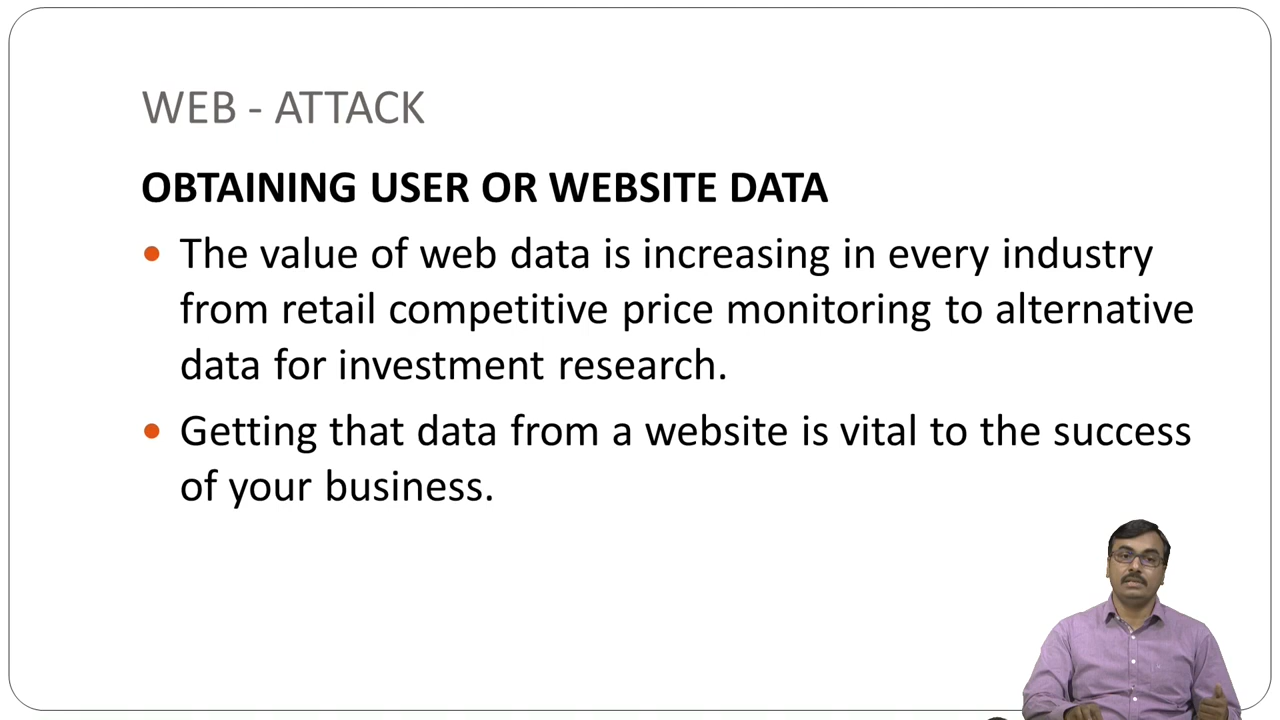 WEB - ATTACK
OBTAINING USER OR WEBSITE DATA
• The value of web data is increasing in every industry
from retail competitive price monitoring to alternative
data for investment research.
• Getting that data from a website is vital to the success
of your business.